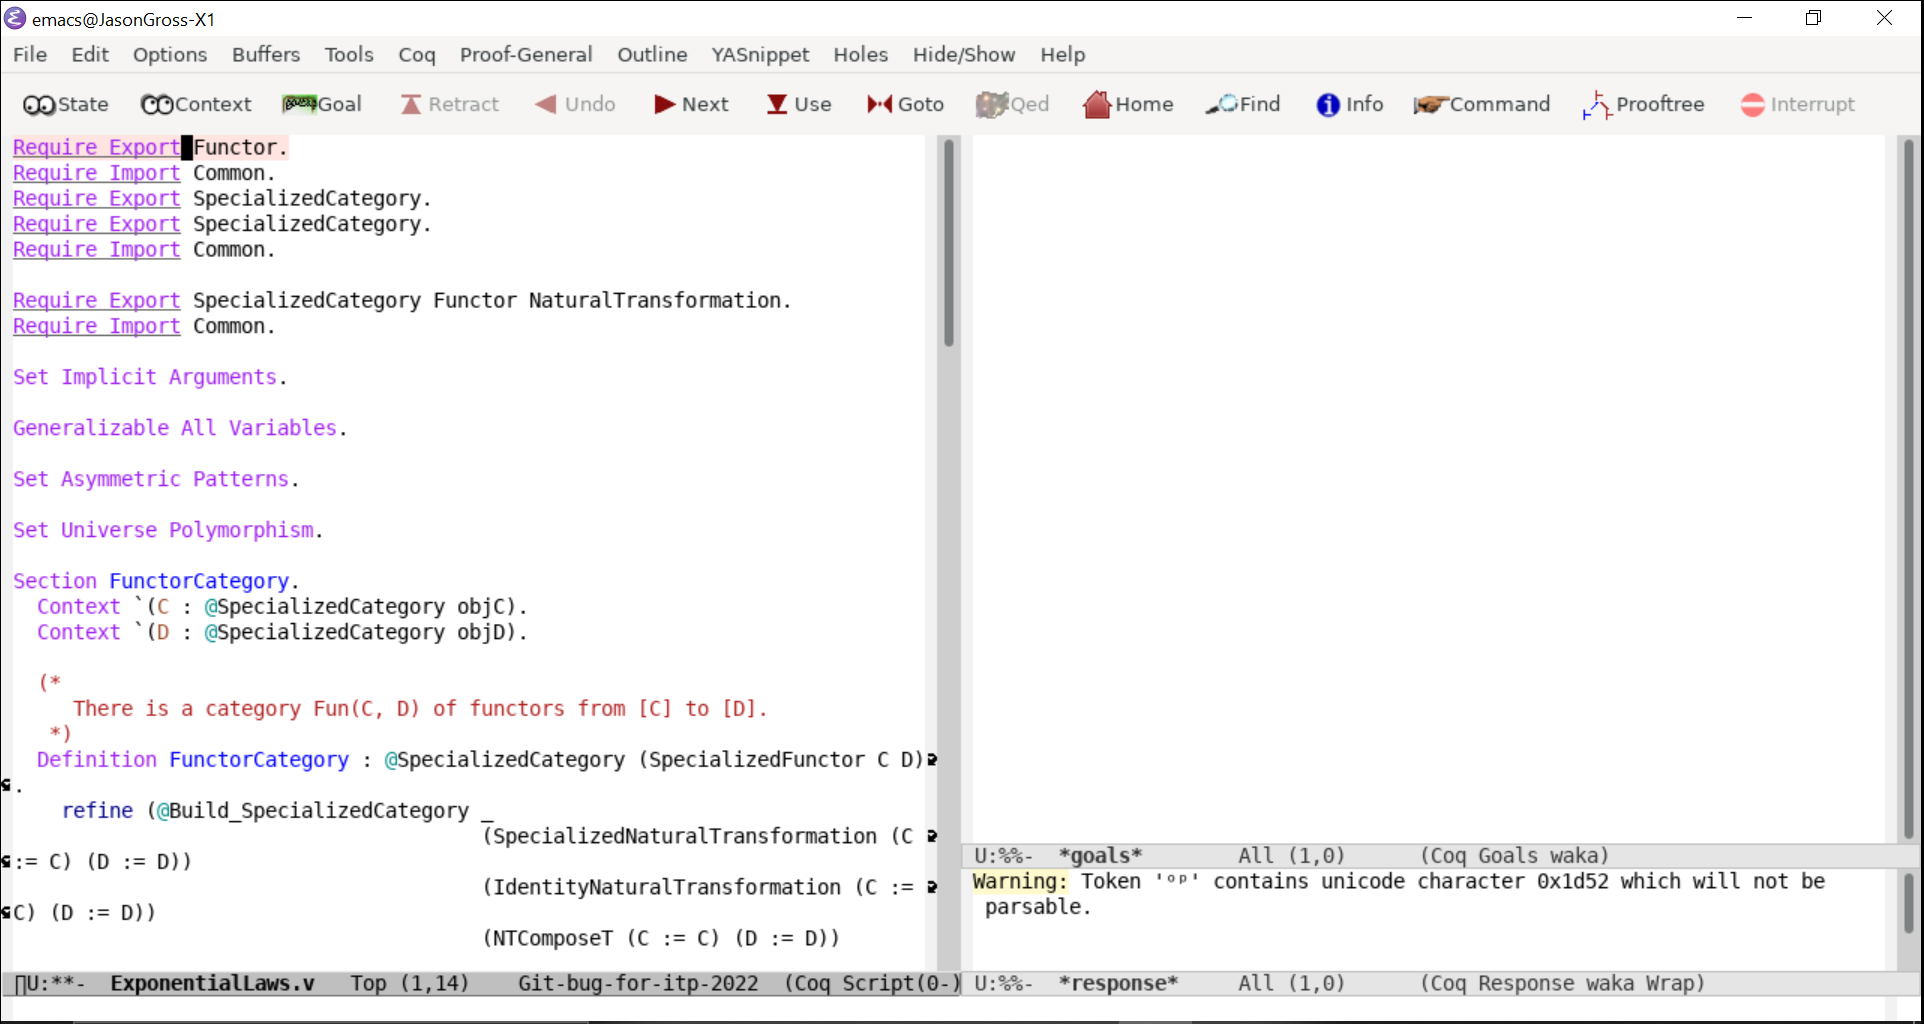 emacs@JasonGross-X1
File Edit Options Buffers Tools Coq Proof-General Outline YASnippet Holes Hide/Show Help
State Context Goal Retract Undo Next Use Goto Qed Home Find Info Command Prooftree Interrupt
Require Export Functor.
Require Import Common.
Require Export SpecializedCategory.
Require Export SpecializedCategory.
Require Import Common.
Require Export SpecializedCategory Functor NaturalTransformation.
Require Import Common.
Set Implicit Arguments.
Generalizable All Variables.
Set Asymmetric Patterns.
Set Universe Polymorphism.
Section FunctorCategory.
Context `(C : @SpecializedCategory objC).
Context `(D : @SpecializedCategory objD).
(*
There is a category Fun(C, D) of functors from [C] to [D].
*)
Definition FunctorCategory : @SpecializedCategory (SpecializedFunctor C D)
.
refine (@Build_SpecializedCategory _
(SpecializedNaturalTransformation (C
:= C) (D := D))
(IdentityNaturalTransformation (C :=
C) (D := D))
(NTComposeT (C := C) (D := D))
U:**- ExponentialLaws.v Top (1,14) Git-bug-for-itp-2022 (Coq Script(0-)
U:%%- *goals* All (1,0) (Coq Goals waka)
Warning: Token 'ᵒᵖ' contains unicode character 0x1d52 which will not be
parsable.
U:%%- *response* All (1,0) (Coq Response waka Wrap)